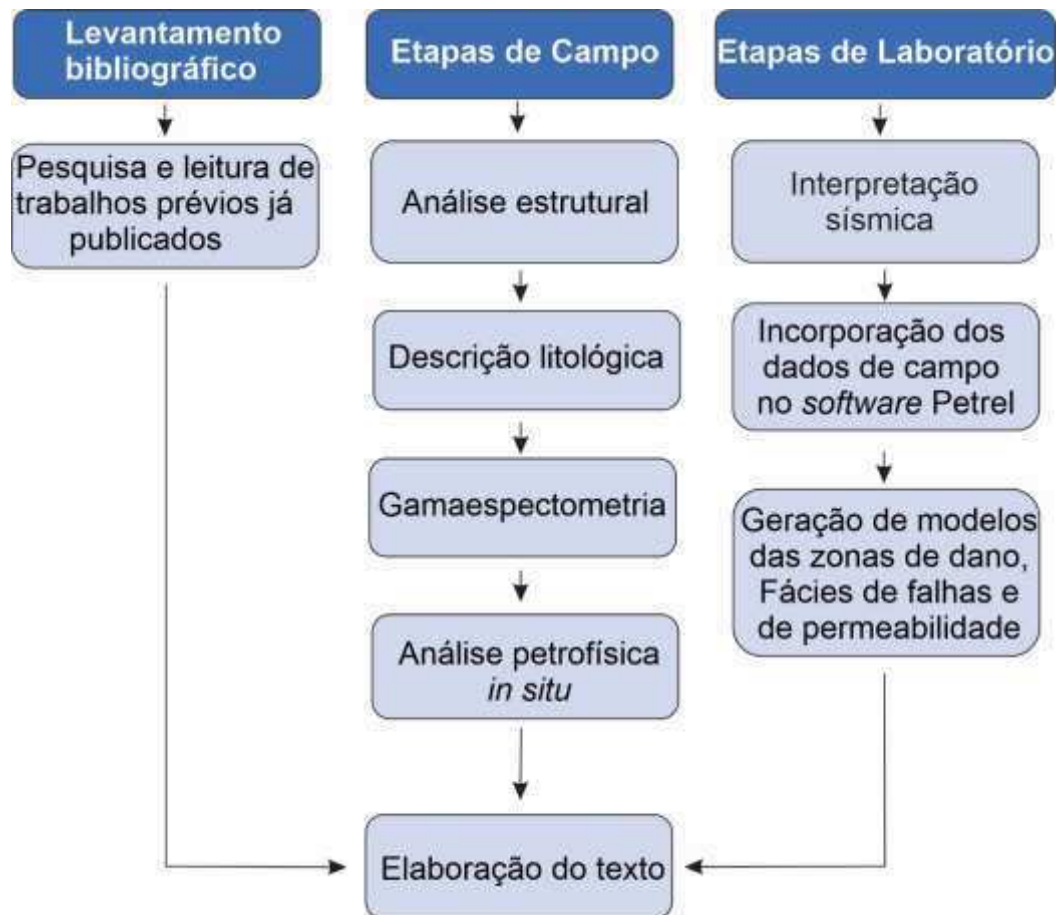 Levantamento
bibliográfico
Pesquisa e leitura de
trabalhos prévios já
publicados
Etapas de Campo
Análise estrutural
Descrição litológica
Gamaespectometria
Análise petrofísica
in situ
Etapas de Laboratório
Interpretação
sísmica
Incorporação dos
dados de campo
no software Petrel
Geração de modelos
das zonas de dano,
Fácies de falhas e
de permeabilidade
Elaboração do texto